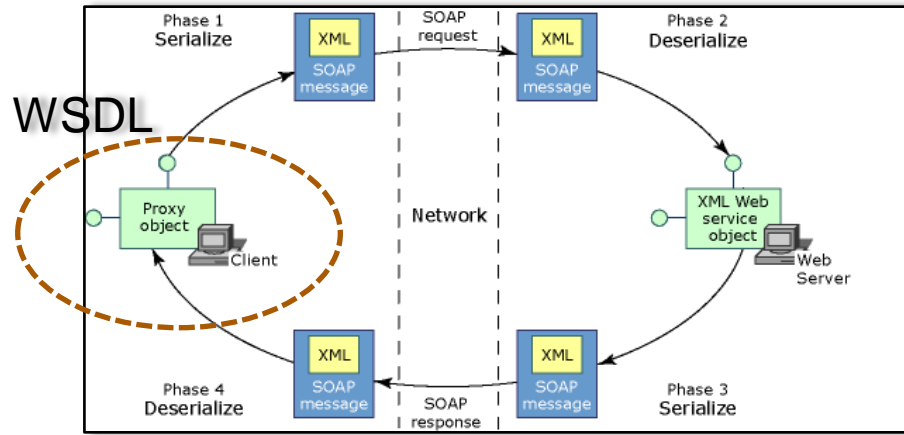 Phase 1
Serialize
XML
SOAP
message
SOAP
request
XML
SOAP
message
Phase 2
Deserialize
WSDL
Proxy
object
Client
Network
XML Web
service
object
Web
Server
Phase 4
Deserialize
XML
SOAP
message
SOAP
response
XML
SOAP
message
Phase 3
Serialize